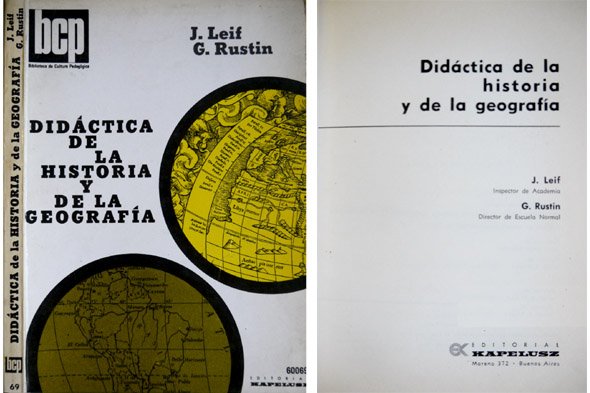 DIDÁCTICA de la HISTORIA y de la GEOGRAFÍA
J. Leif
G. Rustin
bcp
69
bcp
Biblioteca de Cultura Pedagógica
J. Leif
G. Rustin
DIDÁCTICA
DE
LA
HISTORIA
Y
DE LA
GEOGRAFÍA
60069
EDITORIAL
KAPELUSZ
Didáctica de la
historia
y de la geografía
J. Leif
Inspector de Academia
G. Rustin
Director de Escuela Normal
EDITORIAL
KAPELUSZ
Moreno 372 - Buenos Aires